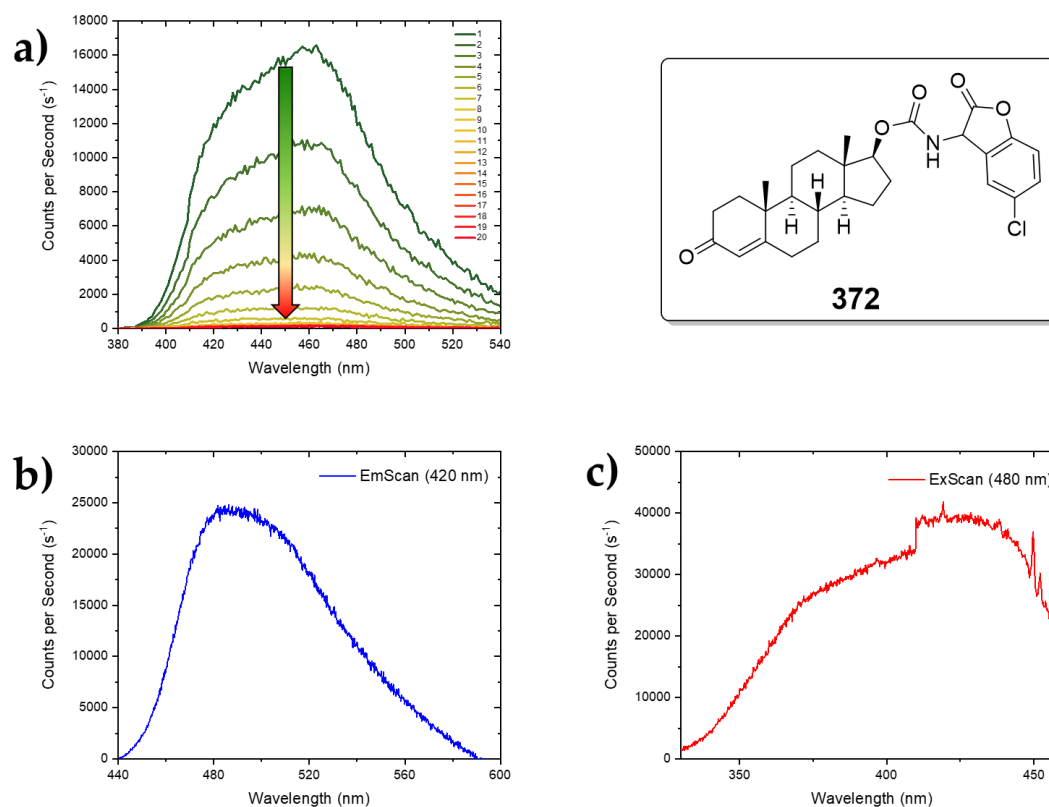 a)
Counts per Second (s⁻¹)
18000
16000
14000
12000
10000
8000
6000
4000
2000
0
380 400 420 440 460 480 500 520 540
Wavelength (nm)
1
2
3
4
5
6
7
8
9
10
11
12
13
14
15
16
17
18
19
20
O
O
O
O
N
H
H
H
H
O
Cl
372
b)
Counts per Second (s⁻¹)
30000
25000
20000
15000
10000
5000
0
440 480 520 560 600
Wavelength (nm)
EmScan (420 nm)
c)
Counts per Second (s⁻¹)
50000
40000
30000
20000
10000
0
350 400 450
Wavelength (nm)
ExScan (480 nm)